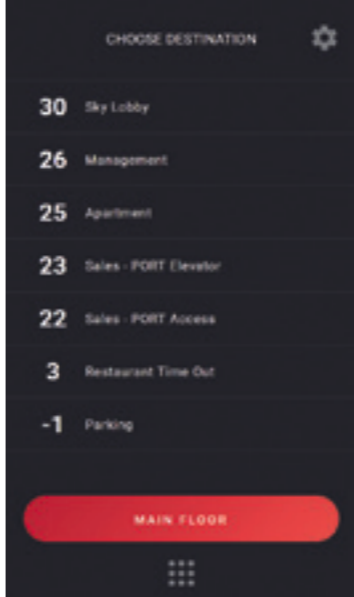 CHOOSE DESTINATION
30 Sky Lobby
26 Management
25 Apartment
23 Sales - PORT Elevator
22 Sales - PORT Access
3 Restaurant Time Out
-1 Parking
MAIN FLOOR